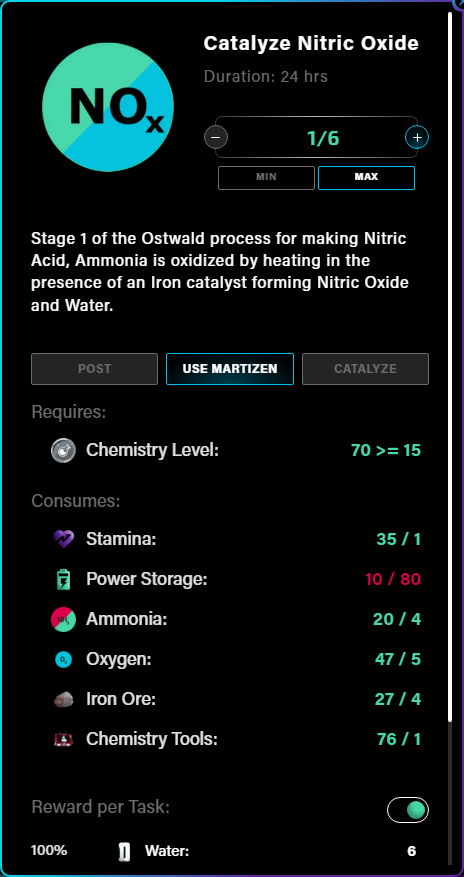 NOx
Catalyze Nitric Oxide
Duration: 24 hrs
1/6
MIN MAX
Stage 1 of the Ostwald process for making Nitric
Acid, Ammonia is oxidized by heating in the
presence of an Iron catalyst forming Nitric Oxide
and Water.
POST USE MARTIZEN CATALYZE
Requires:
Chemistry Level: 70 >= 15
Consumes:
Stamina: 35 / 1
Power Storage: 10 / 80
NH₃ Ammonia: 20 / 4
O₂ Oxygen: 47 / 5
Iron Ore: 27 / 4
Chemistry Tools: 76 / 1
Reward per Task:
100% Water: 6